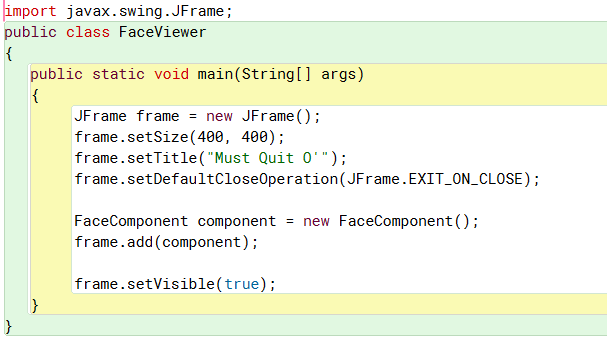 import javax.swing.JFrame;
public class FaceViewer
{
public static void main(String[] args)
{
JFrame frame = new JFrame();
frame.setSize(400, 400);
frame.setTitle("Must Quit O'");
frame.setDefaultCloseOperation(JFrame.EXIT_ON_CLOSE);
FaceComponent component = new FaceComponent();
frame.add(component);
frame.setVisible(true);
}
}